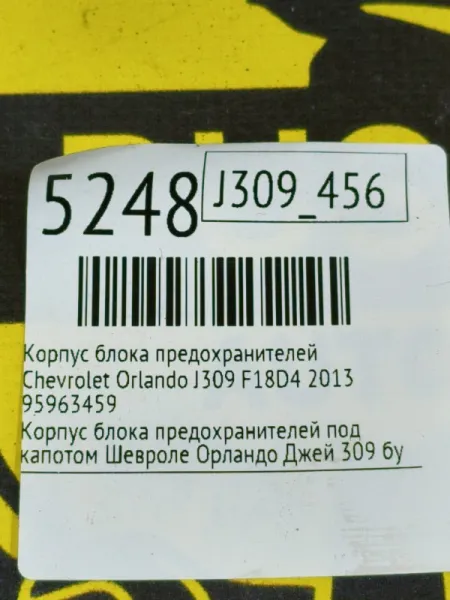 5248 J309_456
Корпус блока предохранителей
Chevrolet Orlando J309 F18D4 2013
95963459
Корпус блока предохранителей под
капотом Шевроле Орландо Джей 309 бу